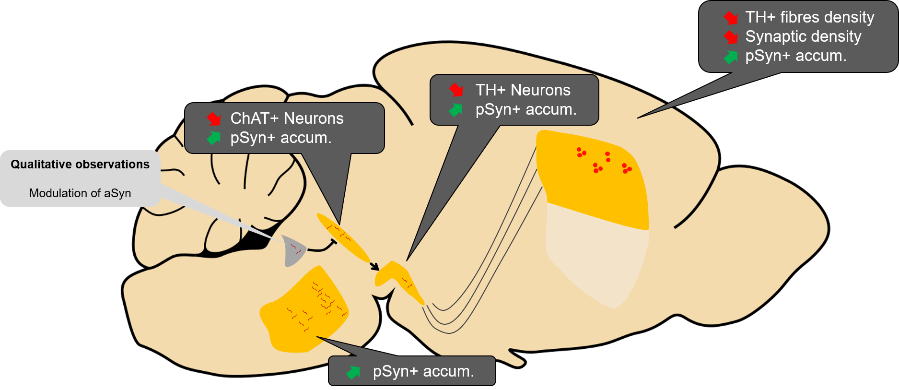 TH+ fibres density
Synaptic density
pSyn+ accum.
TH+ Neurons
pSyn+ accum.
ChAT+ Neurons
pSyn+ accum.
Qualitative observations
Modulation of aSyn
pSyn+ accum.